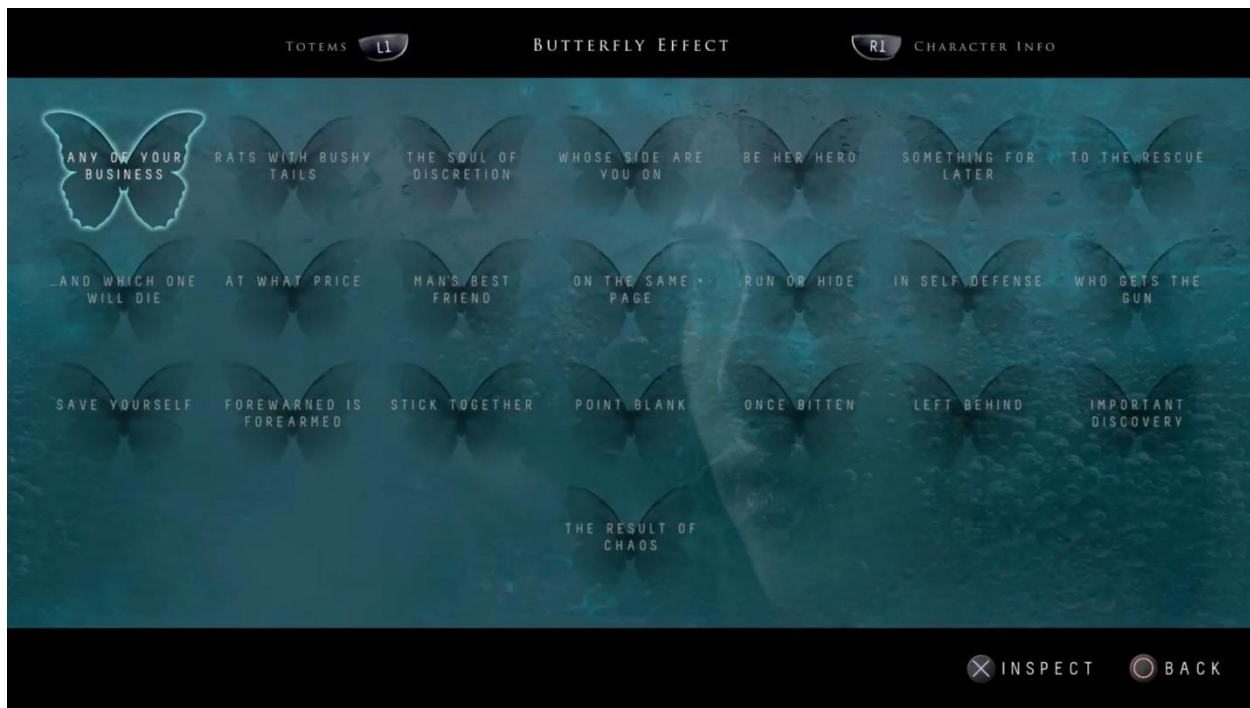 TOTEMS L1 BUTTERFLY EFFECT R1 CHARACTER INFO
ANY OF YOUR BUSINESS
RATS WITH BUSHY TAILS
THE SOUL OF DISCRETION
WHOSE SIDE ARE YOU ON
BE HER HERO
SOMETHING FOR LATER
TO THE RESCUE
…AND WHICH ONE WILL DIE
AT WHAT PRICE
MAN'S BEST FRIEND
ON THE SAME PAGE
RUN OR HIDE
IN SELF DEFENSE
WHO GETS THE GUN
SAVE YOURSELF
FOREWARNED IS FOREARMED
STICK TOGETHER
POINT BLANK
ONCE BITTEN
LEFT BEHIND
IMPORTANT DISCOVERY
THE RESULT OF CHAOS
INSPECT BACK